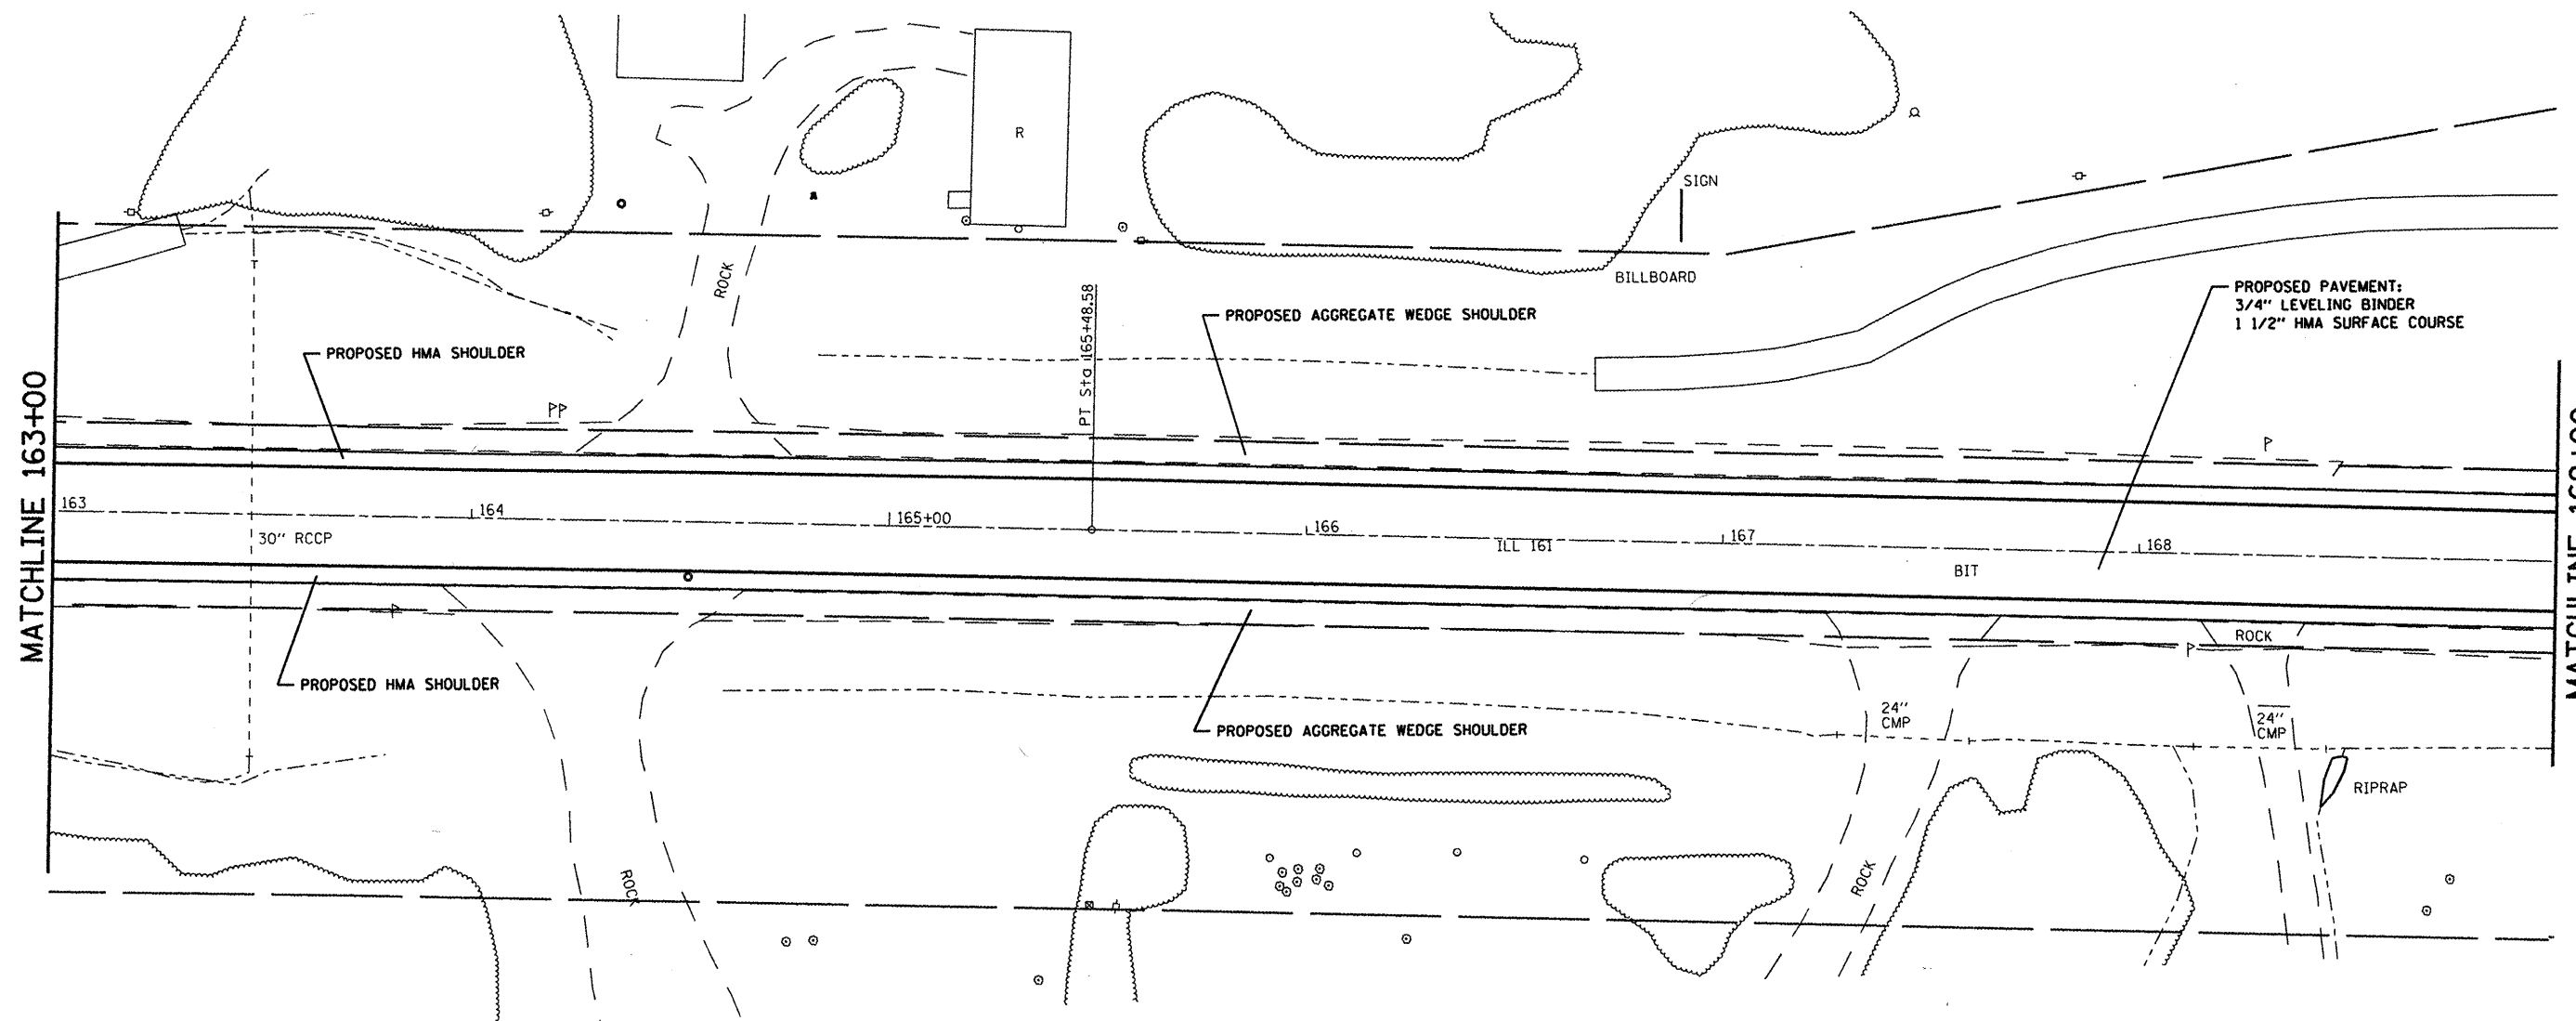 R
SIGN
BILLBOARD
ROCK
PROPOSED PAVEMENT:
3/4" LEVELING BINDER
1 1/2" HMA SURFACE COURSE
PROPOSED AGGREGATE WEDGE SHOULDER
PT Sta 165+48.58
PROPOSED HMA SHOULDER
PP
P
MATCHLINE 163+00
163
164
165+00
166
167
168
30" RCCP
ILL 161
BIT
P
ROCK
P
PROPOSED HMA SHOULDER
PROPOSED AGGREGATE WEDGE SHOULDER
24"
CMP
24"
CMP
RIPRAP
ROCK
ROCK